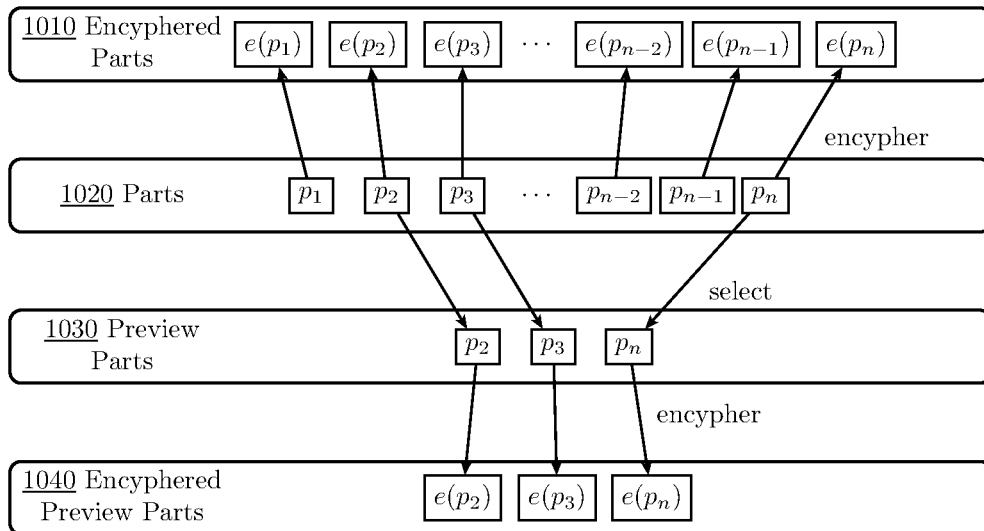 1010 Encyphered
Parts
e(p₁) e(p₂) e(p₃) ⋯ e(pₙ₋₂) e(pₙ₋₁) e(pₙ)
encypher
1020 Parts
p₁ p₂ p₃ ⋯ pₙ₋₂ pₙ₋₁ pₙ
select
1030 Preview
Parts
p₂ p₃ pₙ
encypher
1040 Encyphered
Preview Parts
e(p₂) e(p₃) e(pₙ)